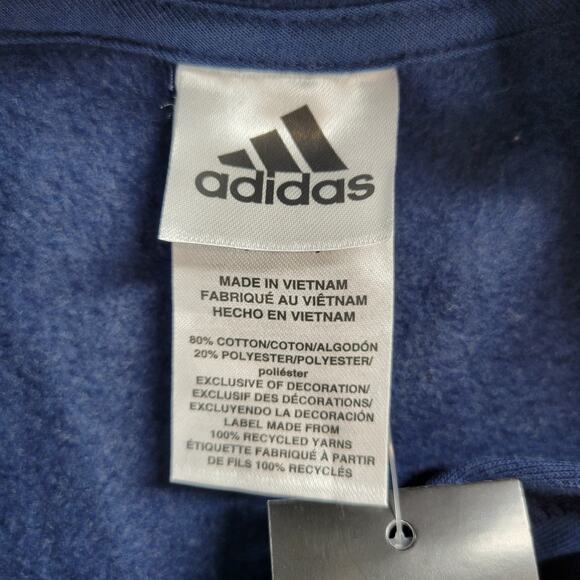 adidas
MADE IN VIETNAM
FABRIQUÉ AU VIÊTNAM
HECHO EN VIETNAM
80% COTTON/COTON/ALGODÓN
20% POLYESTER/POLYESTER/
poliéster
EXCLUSIVE OF DECORATION/
EXCLUSIF DES DÉCORATIONS/
EXCLUYENDO LA DECORACIÓN
LABEL MADE FROM
100% RECYCLED YARNS
ÉTIQUETTE FABRIQUÉ À PARTIR
DE FILS 100% RECYCLÉS